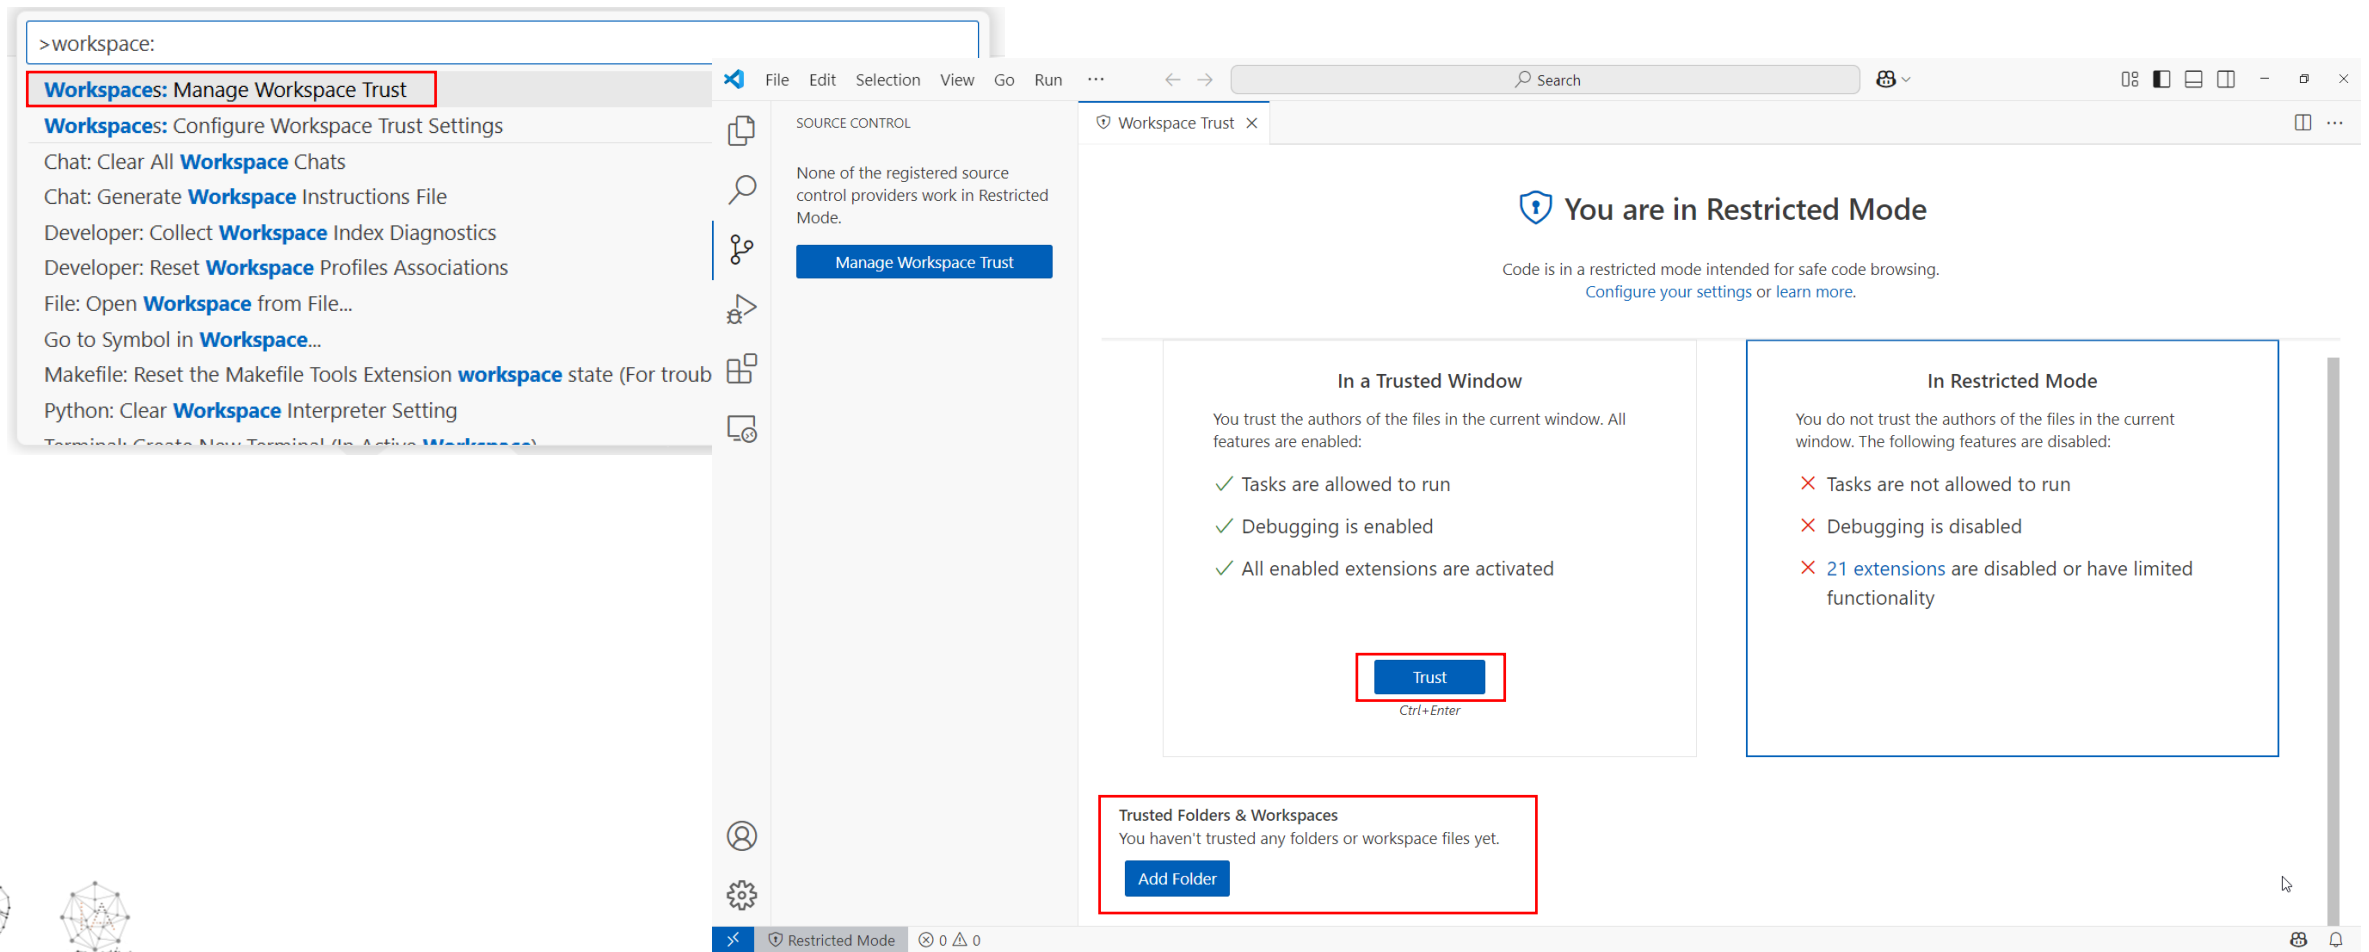 >workspace:
Workspaces: Manage Workspace Trust
Workspaces: Configure Workspace Trust Settings
Chat: Clear All Workspace Chats
Chat: Generate Workspace Instructions File
Developer: Collect Workspace Index Diagnostics
Developer: Reset Workspace Profiles Associations
File: Open Workspace from File...
Go to Symbol in Workspace...
Makefile: Reset the Makefile Tools Extension workspace state (For troub
Python: Clear Workspace Interpreter Setting
Terminal: Create New Terminal (In Active Workspace)
File Edit Selection View Go Run ···
Search
SOURCE CONTROL
None of the registered source
control providers work in Restricted
Mode.
Manage Workspace Trust
Workspace Trust
You are in Restricted Mode
Code is in a restricted mode intended for safe code browsing.
Configure your settings or learn more.
In a Trusted Window
You trust the authors of the files in the current window. All
features are enabled:
Tasks are allowed to run
Debugging is enabled
All enabled extensions are activated
Trust
Ctrl+Enter
In Restricted Mode
You do not trust the authors of the files in the current
window. The following features are disabled:
Tasks are not allowed to run
Debugging is disabled
21 extensions are disabled or have limited
functionality
Trusted Folders & Workspaces
You haven't trusted any folders or workspace files yet.
Add Folder
Restricted Mode 0 0